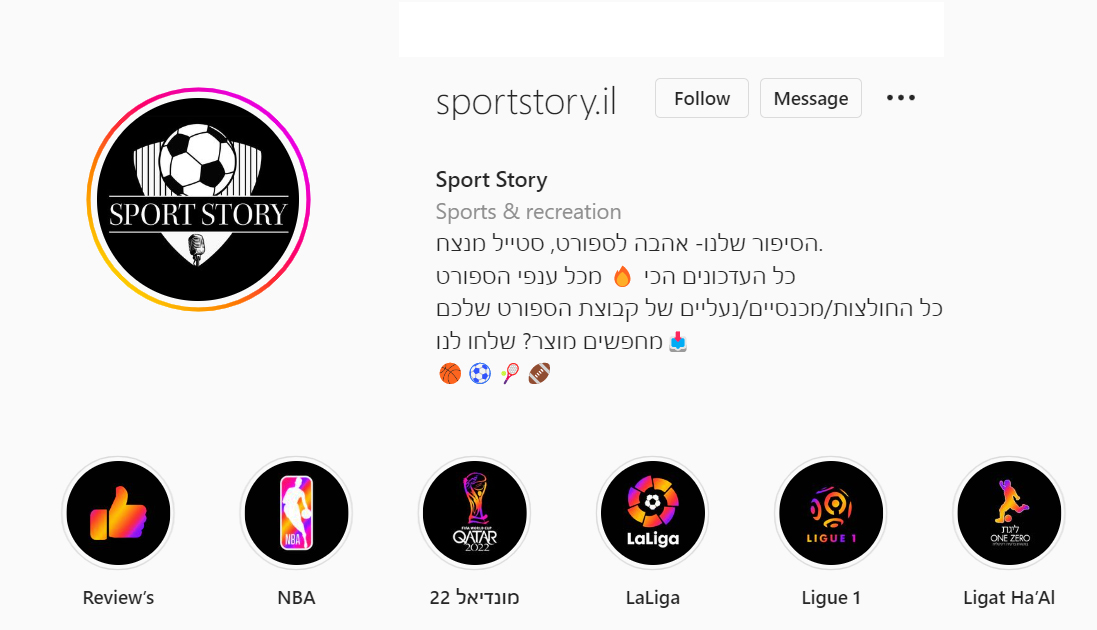 sportstory.il
Follow
Message
SPORT STORY
Sport Story
Sports & recreation
הסיפור שלנו- אהבה לספורט, סטייל מנצח.
כל העדכונים הכי 🔥 מכל ענפי הספורט
כל החולצות/מכנסיים/נעליים של קבוצת הספורט שלכם
מחפשים מוצר? שלחו לנו📥
🏀⚽🎾🏈
NBA
FIFA WORLD CUP
QATAR
2022
LaLiga
LIGUE 1
ליגת
ONE ZERO
Review’s
NBA
מונדיאל 22
LaLiga
Ligue 1
Ligat Ha’Al